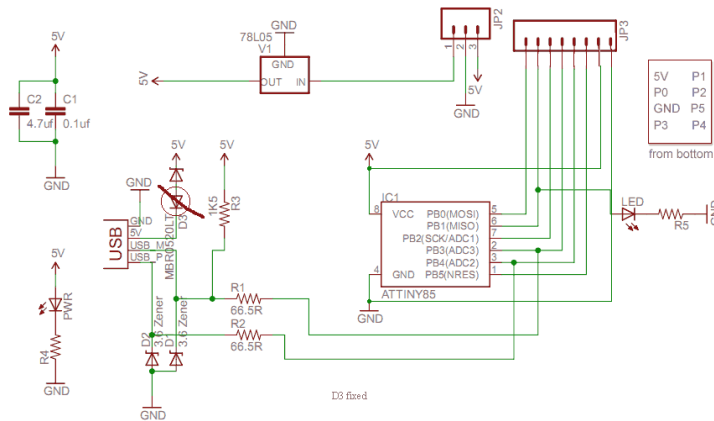 GND
78L05
V1
GND
OUT
IN
5V
JP2
1
2
3
5V
GND
JP3
5V
C2
4.7uf
C1
0.1uf
GND
5V P1
P0 P2
GND P5
P3 P4
from bottom
5V
5V
GND
D3
MBR0520LT
1K5
R3
USB
GND
5V
USB_M
USB_P
5V
IC1
8
VCC
PB0(MOSI)
5
PB1(MISO)
6
PB2(SCK/ADC1)
7
PB3(ADC3)
2
4
GND
PB4(ADC2)
3
PB5(NRES)
1
ATTINY85
GND
LED
R5
GND
5V
PWR
R4
GND
R1
66.5R
R2
66.5R
D2
3.6 Zener
D1
3.6 Zener
GND
D3 fixed